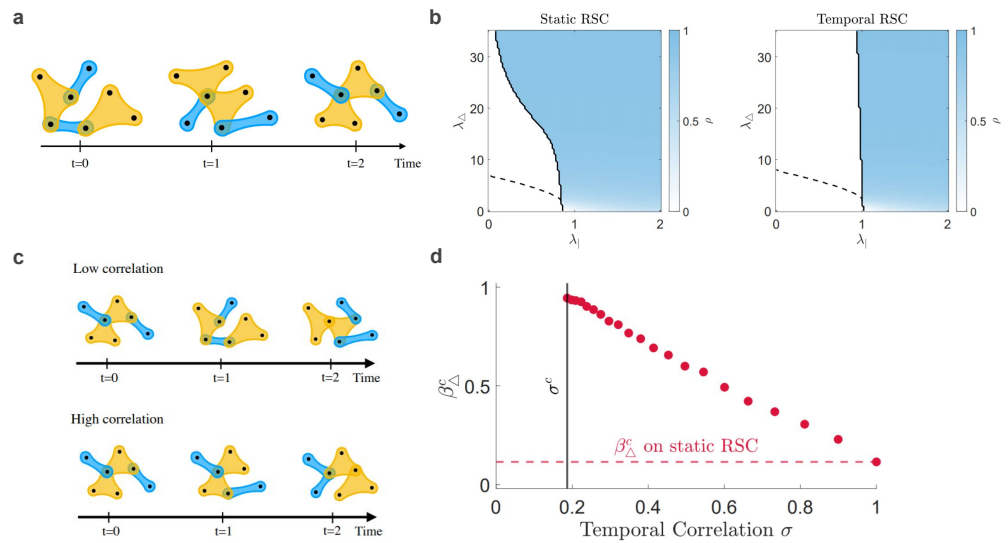 a
t=0
t=1
t=2
Time
b
Static RSC
λ△
30
20
10
0
0
1
2
λ|
1
0.5
0
ρ
Temporal RSC
λ△
30
20
10
0
0
1
2
λ|
1
0.5
0
ρ
c
Low correlation
t=0
t=1
t=2
Time
High correlation
t=0
t=1
t=2
Time
d
β△ᶜ
1
0.5
0
σᶜ
β△ᶜ on static RSC
0
0.2
0.4
0.6
0.8
1
Temporal Correlation σ